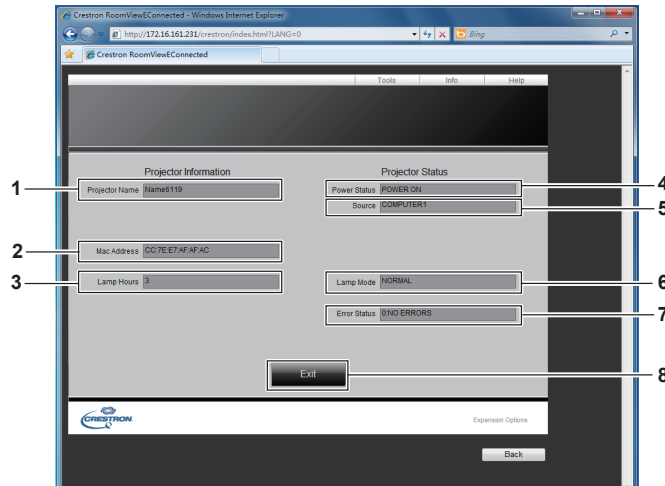 Crestron RoomViewEConnected - Windows Internet Explorer
http://172.16.161.231/crestron/index.html?LANG=0
Bing
Crestron RoomViewEConnected
Tools Info Help
Projector Information
Projector Status
1 Projector Name Name6119
Power Status POWER ON 4
Source COMPUTER1 5
2 Mac Address CC:7E:E7:AF:AF:AC
3 Lamp Hours 3
Lamp Mode NORMAL 6
Error Status 0:NO ERRORS 7
Exit 8
CRESTRON
Expansion Options
Back